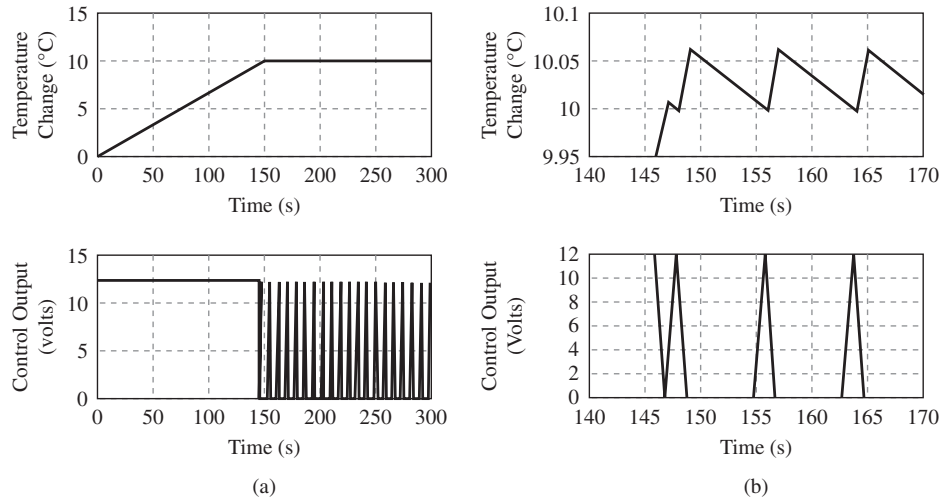 Temperature
Change (°C)
15
10
5
0
0 50 100 150 200 250 300
Time (s)
Temperature
Change (°C)
10.1
10.05
10
9.95
140 145 150 155 160 165 170
Time (s)
Control Output
(volts)
15
10
5
0
0 50 100 150 200 250 300
Time (s)
(a)
Control Output
(Volts)
12
10
8
6
4
2
0
140 145 150 155 160 165 170
Time (s)
(b)